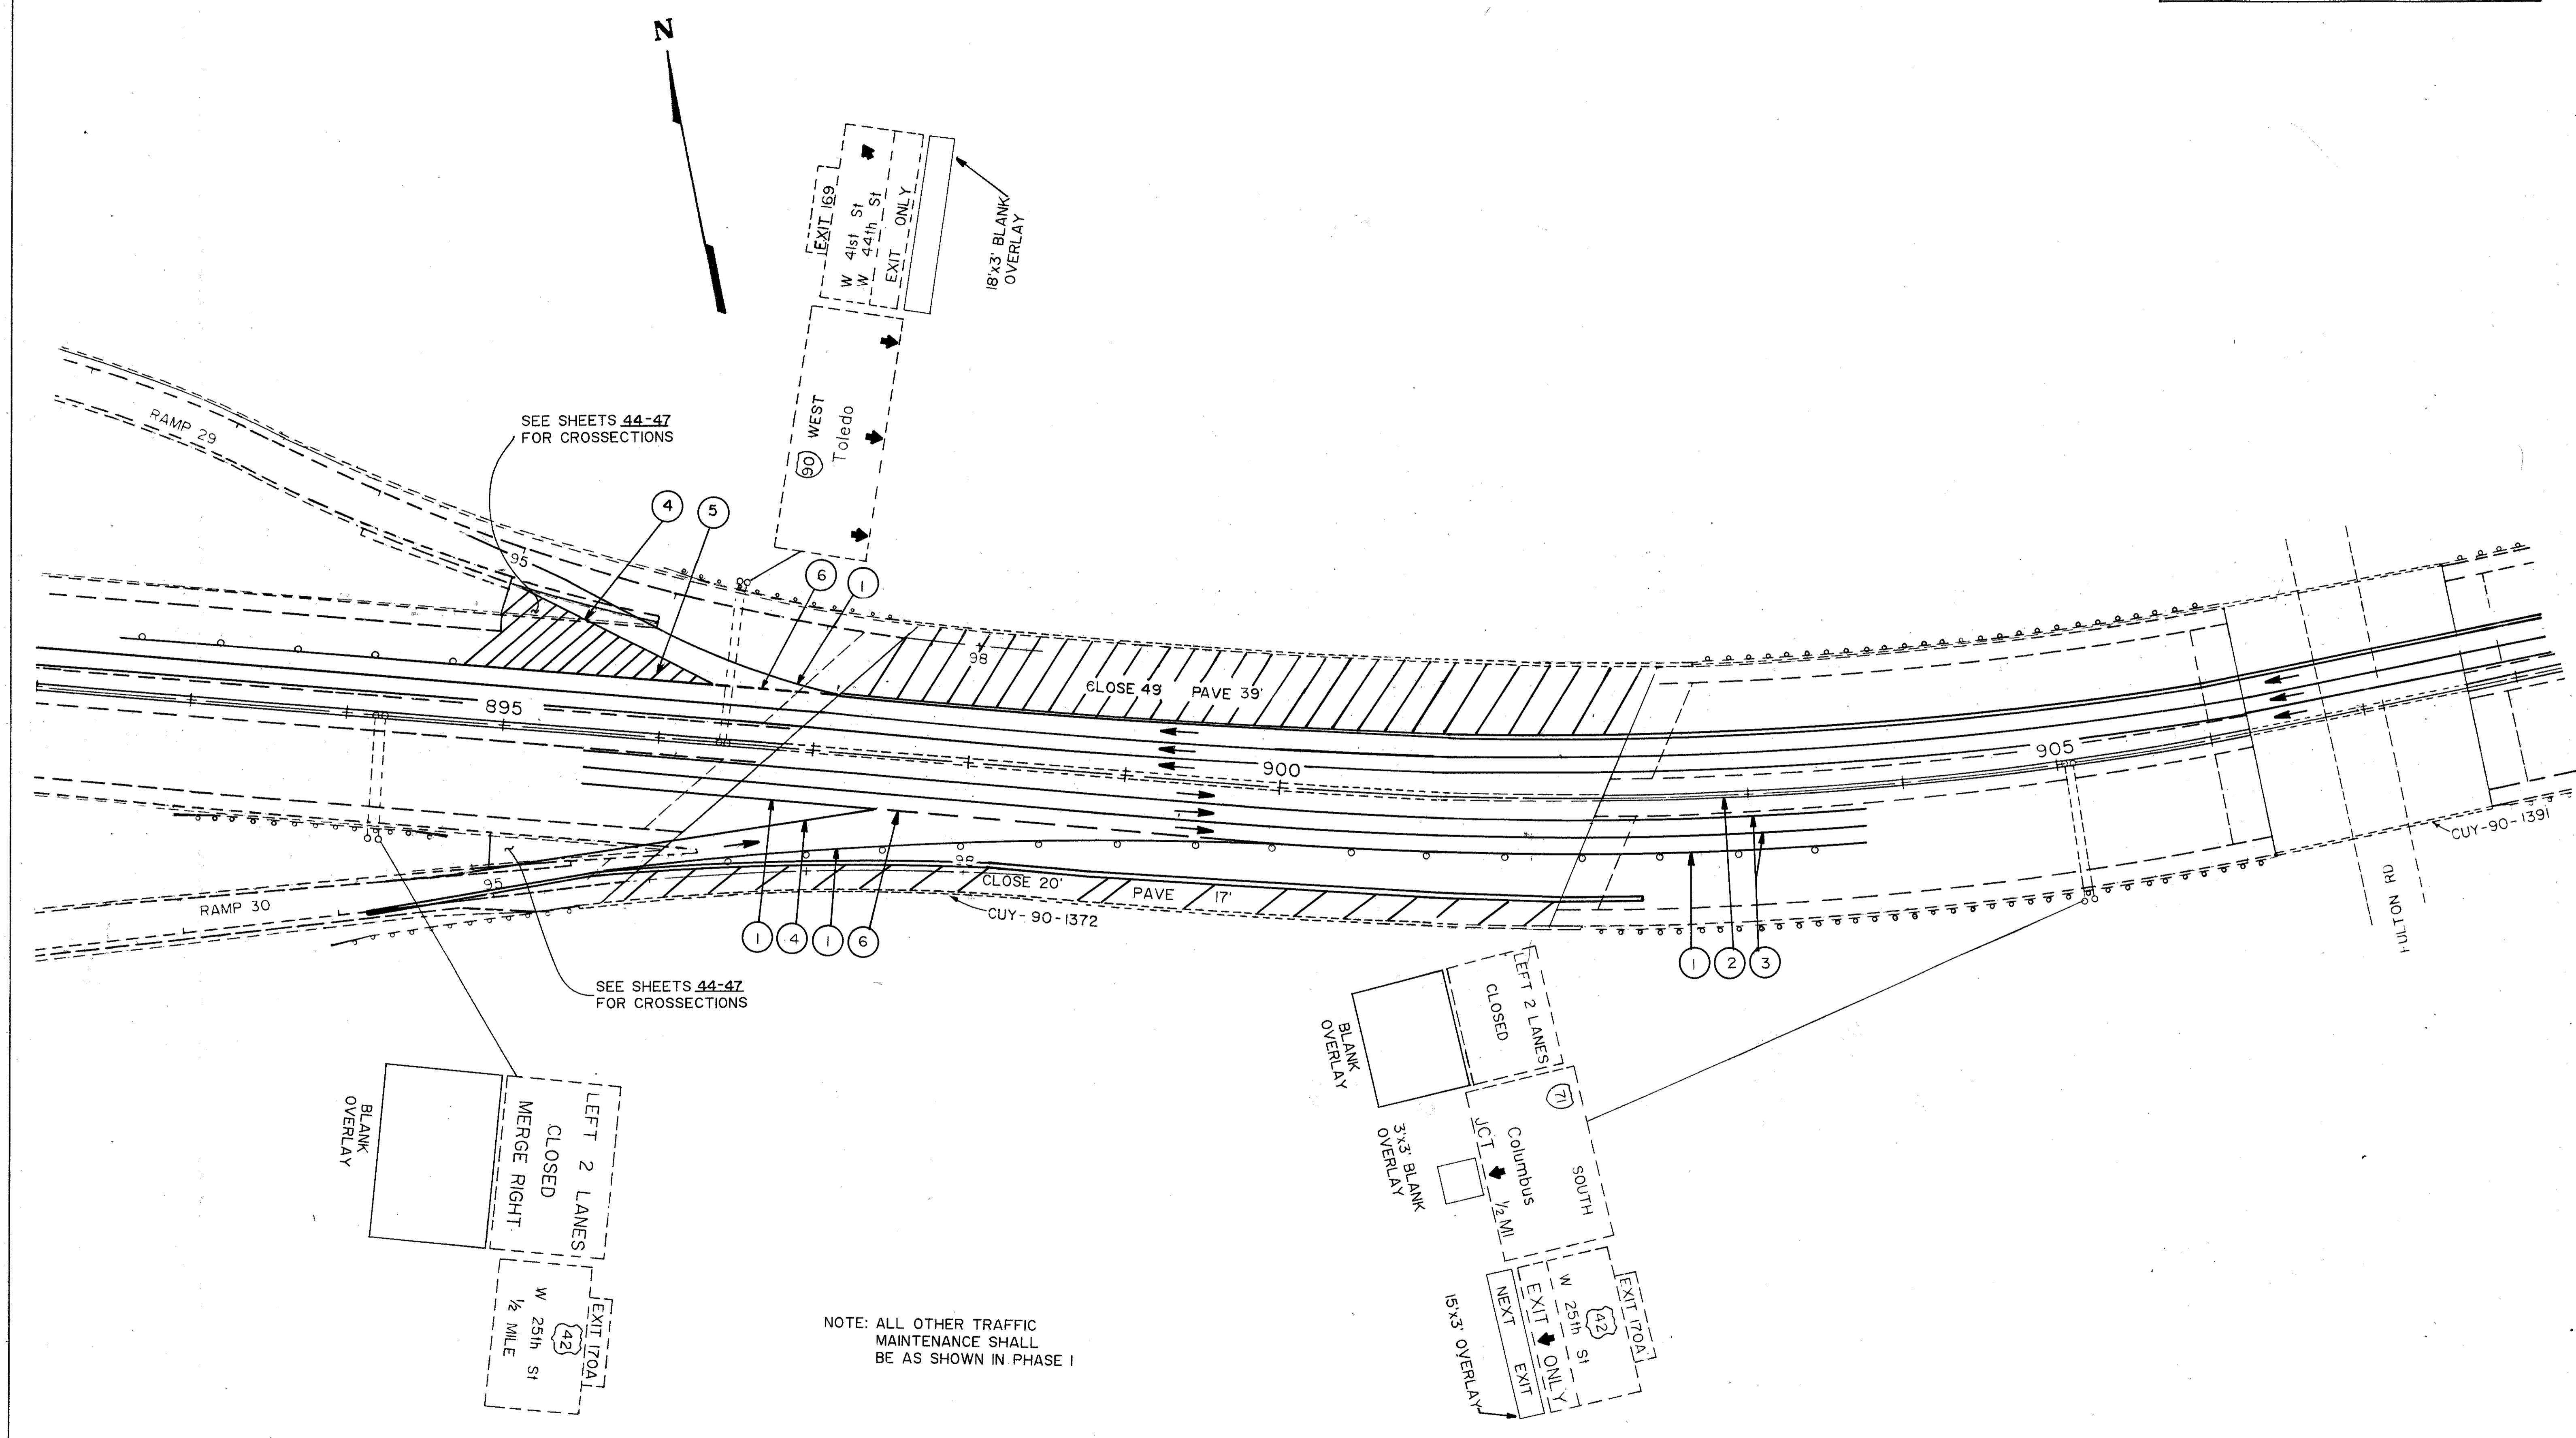 N
EXIT 169
W 41st St
W 44th St
EXIT ONLY
18'x3' BLANK
OVERLAY
90 WEST
Toledo
RAMP 29
SEE SHEETS 44-47
FOR CROSSECTIONS
4
5
6
1
95
98
CLOSE 49'
PAVE 39'
895
900
905
98
CLOSE 20'
PAVE 17'
95
RAMP 30
CUY-90-1372
CUY-90-1391
FULTON RD
1
4
1
6
1
2
3
SEE SHEETS 44-47
FOR CROSSECTIONS
LEFT 2 LANES
CLOSED
MERGE RIGHT
BLANK
OVERLAY
EXIT 170A
42
W 25th St
1/2 MILE
LEFT 2 LANES
CLOSED
BLANK
OVERLAY
71
SOUTH
Columbus
JCT 1/2 MI
3'x3' BLANK
OVERLAY
EXIT 170A
42
W 25th St
EXIT ONLY
NEXT EXIT
15'x3' OVERLAY
NOTE: ALL OTHER TRAFFIC
MAINTENANCE SHALL
BE AS SHOWN IN PHASE I